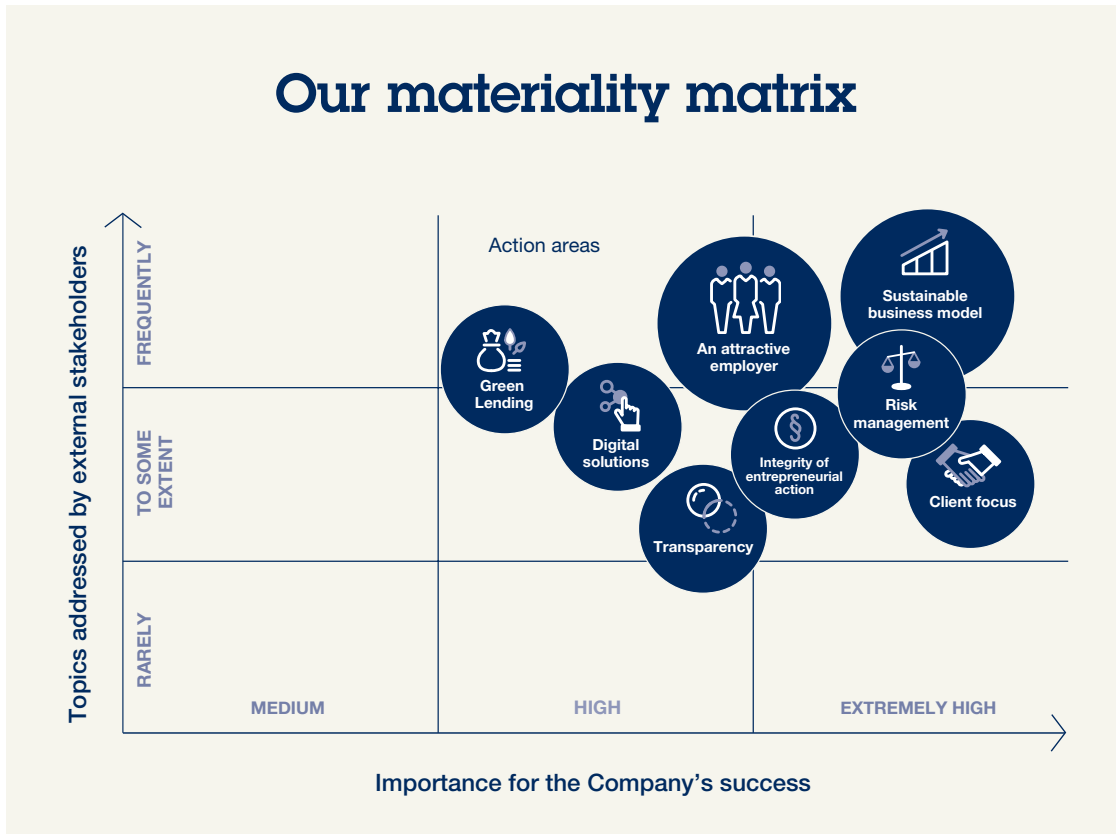 Our materiality matrix
Topics addressed by external stakeholders
FREQUENTLY
TO SOME
EXTENT
RARELY
Action areas
Green
Lending
Digital
solutions
An attractive
employer
Sustainable
business model
Risk
management
Integrity of
entrepreneurial
action
§
Client focus
Transparency
MEDIUM
HIGH
EXTREMELY HIGH
Importance for the Company’s success